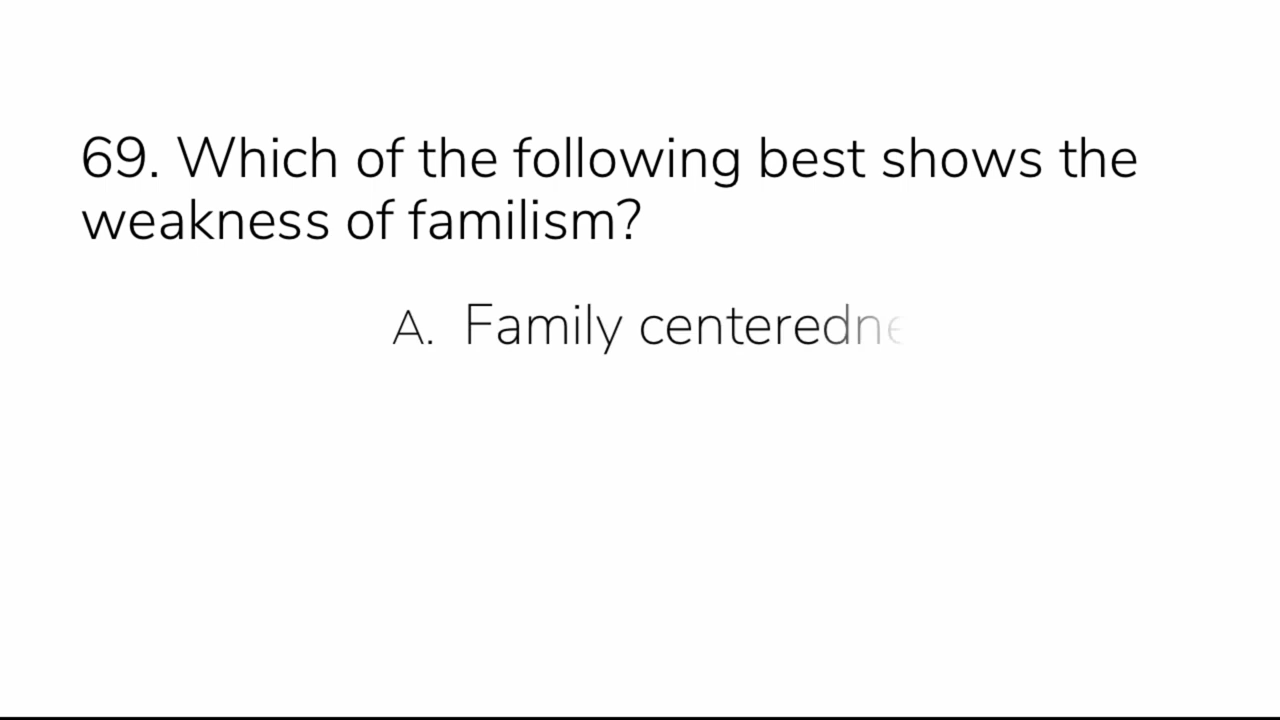 69. Which of the following best shows the
weakness of familism?
A. Family centeredne